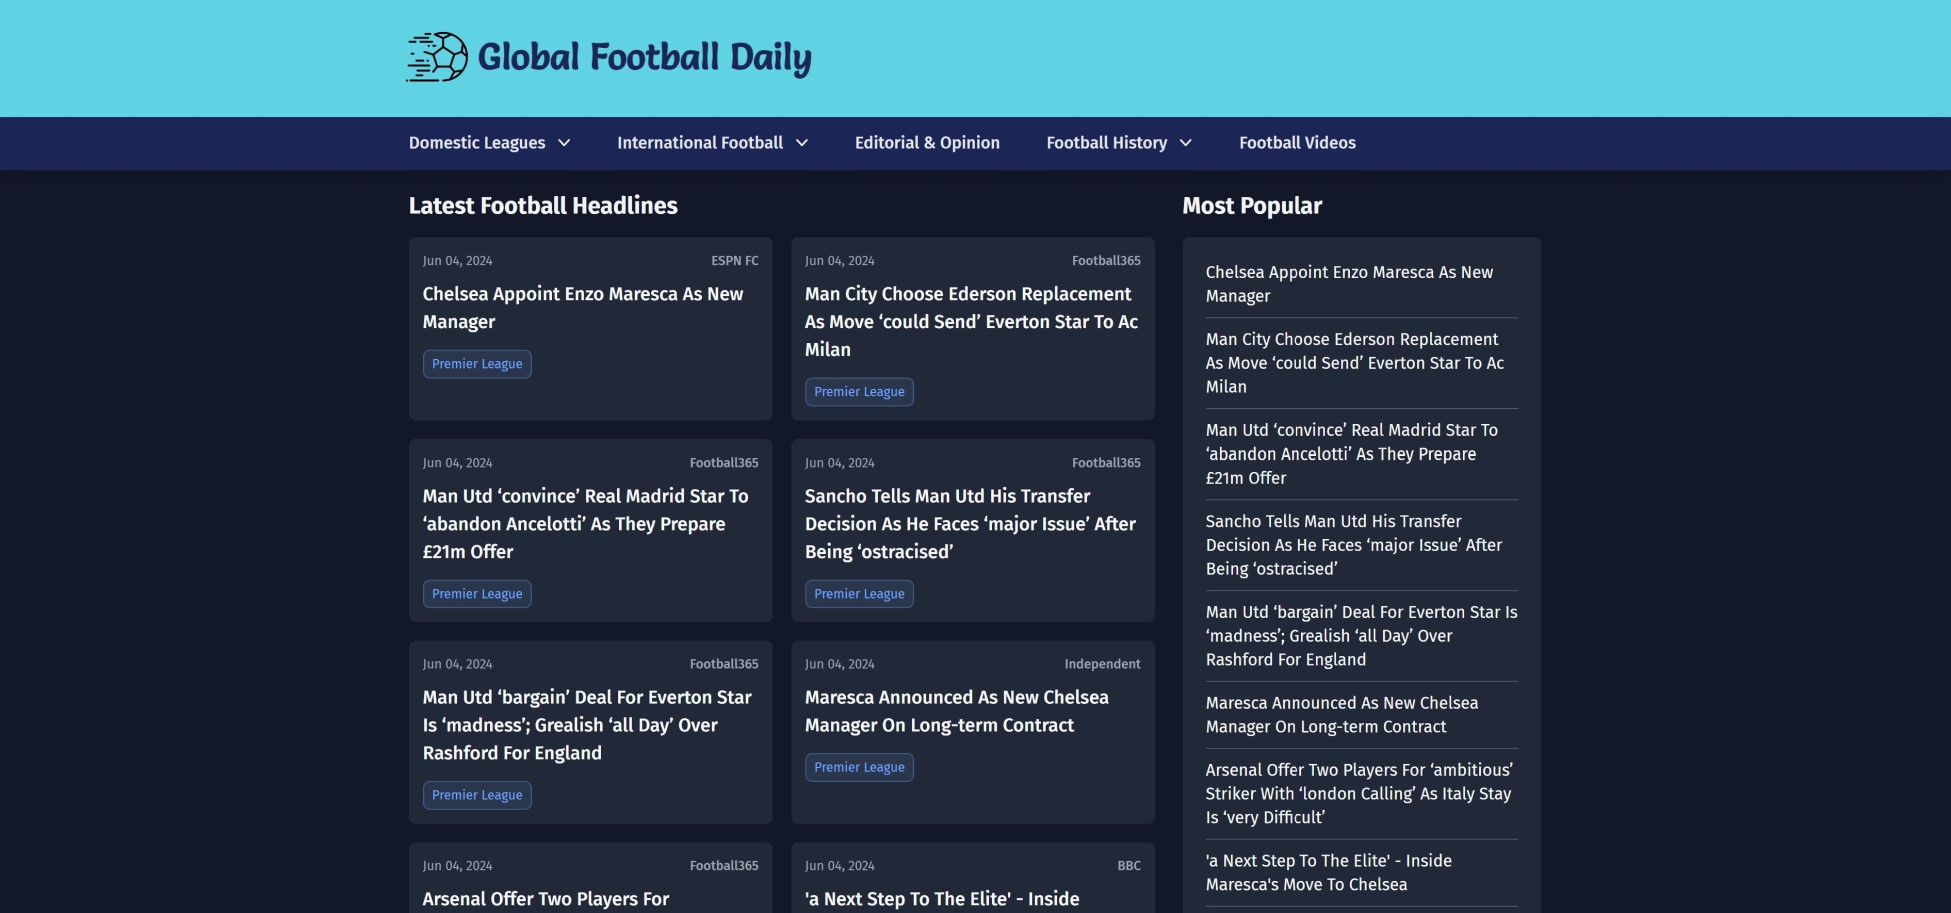 Global Football Daily
Domestic Leagues
International Football
Editorial & Opinion
Football History
Football Videos
Latest Football Headlines
Jun 04, 2024
ESPN FC
Chelsea Appoint Enzo Maresca As New
Manager
Premier League
Jun 04, 2024
Football365
Man City Choose Ederson Replacement
As Move ‘could Send’ Everton Star To Ac
Milan
Premier League
Jun 04, 2024
Football365
Man Utd ‘convince’ Real Madrid Star To
‘abandon Ancelotti’ As They Prepare
£21m Offer
Premier League
Jun 04, 2024
Football365
Sancho Tells Man Utd His Transfer
Decision As He Faces ‘major Issue’ After
Being ‘ostracised’
Premier League
Jun 04, 2024
Football365
Man Utd ‘bargain’ Deal For Everton Star
Is ‘madness’; Grealish ‘all Day’ Over
Rashford For England
Premier League
Jun 04, 2024
Independent
Maresca Announced As New Chelsea
Manager On Long-term Contract
Premier League
Jun 04, 2024
Football365
Arsenal Offer Two Players For
Jun 04, 2024
BBC
'a Next Step To The Elite' - Inside
Most Popular
Chelsea Appoint Enzo Maresca As New
Manager
Man City Choose Ederson Replacement
As Move ‘could Send’ Everton Star To Ac
Milan
Man Utd ‘convince’ Real Madrid Star To
‘abandon Ancelotti’ As They Prepare
£21m Offer
Sancho Tells Man Utd His Transfer
Decision As He Faces ‘major Issue’ After
Being ‘ostracised’
Man Utd ‘bargain’ Deal For Everton Star Is
‘madness’; Grealish ‘all Day’ Over
Rashford For England
Maresca Announced As New Chelsea
Manager On Long-term Contract
Arsenal Offer Two Players For ‘ambitious’
Striker With ‘london Calling’ As Italy Stay
Is ‘very Difficult’
'a Next Step To The Elite' - Inside
Maresca's Move To Chelsea